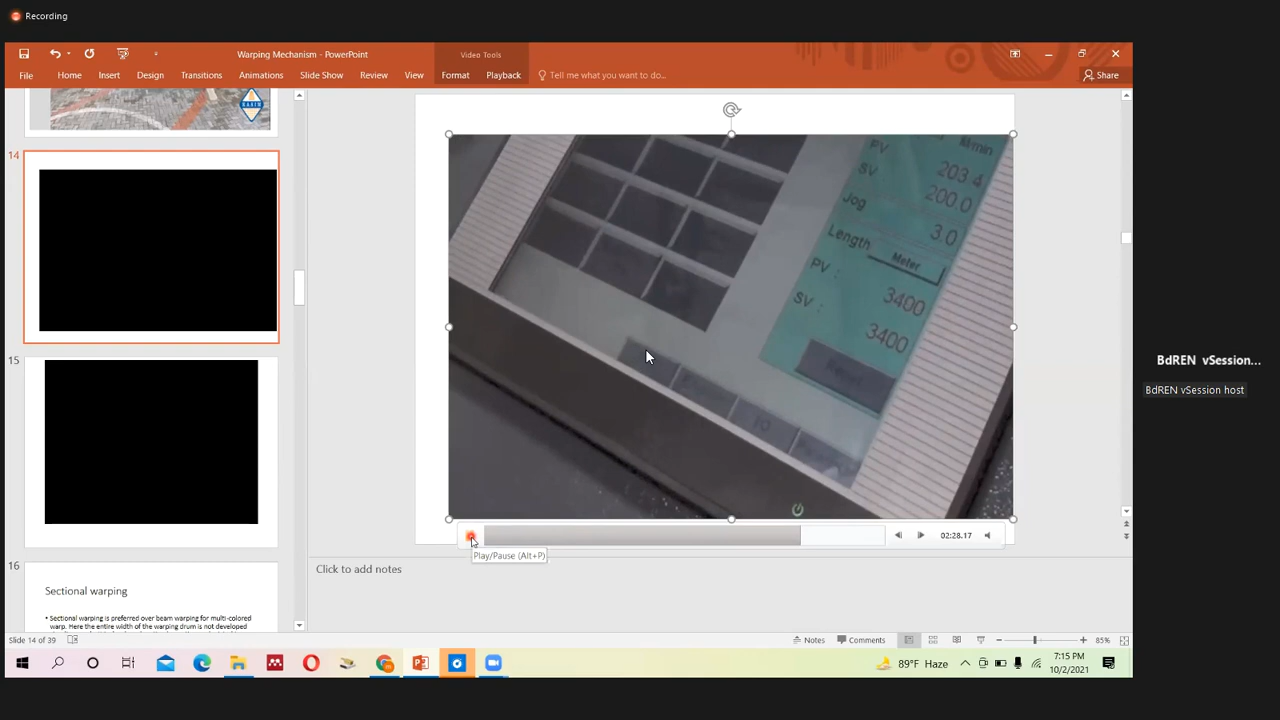 Recording
Warping Mechanism - PowerPoint
Video Tools
File Home Insert Design Transitions Animations Slide Show Review View Format Playback Tell me what you want to do... Share
14
M/min
PV 203.4
SV 200.0
Jog 3.0
Length Meter
PV : 3400
SV : 3400
Reset
15
16
Sectional warping
• Sectional warping is preferred over beam warping for multi-colored
warp. Here the entire width of the warping drum is not developed
02:28.17
Play/Pause (Alt+P)
Click to add notes
BdREN vSession...
BdREN vSession host
Slide 14 of 39
Notes Comments 85%
89°F Haze
7:15 PM
10/2/2021